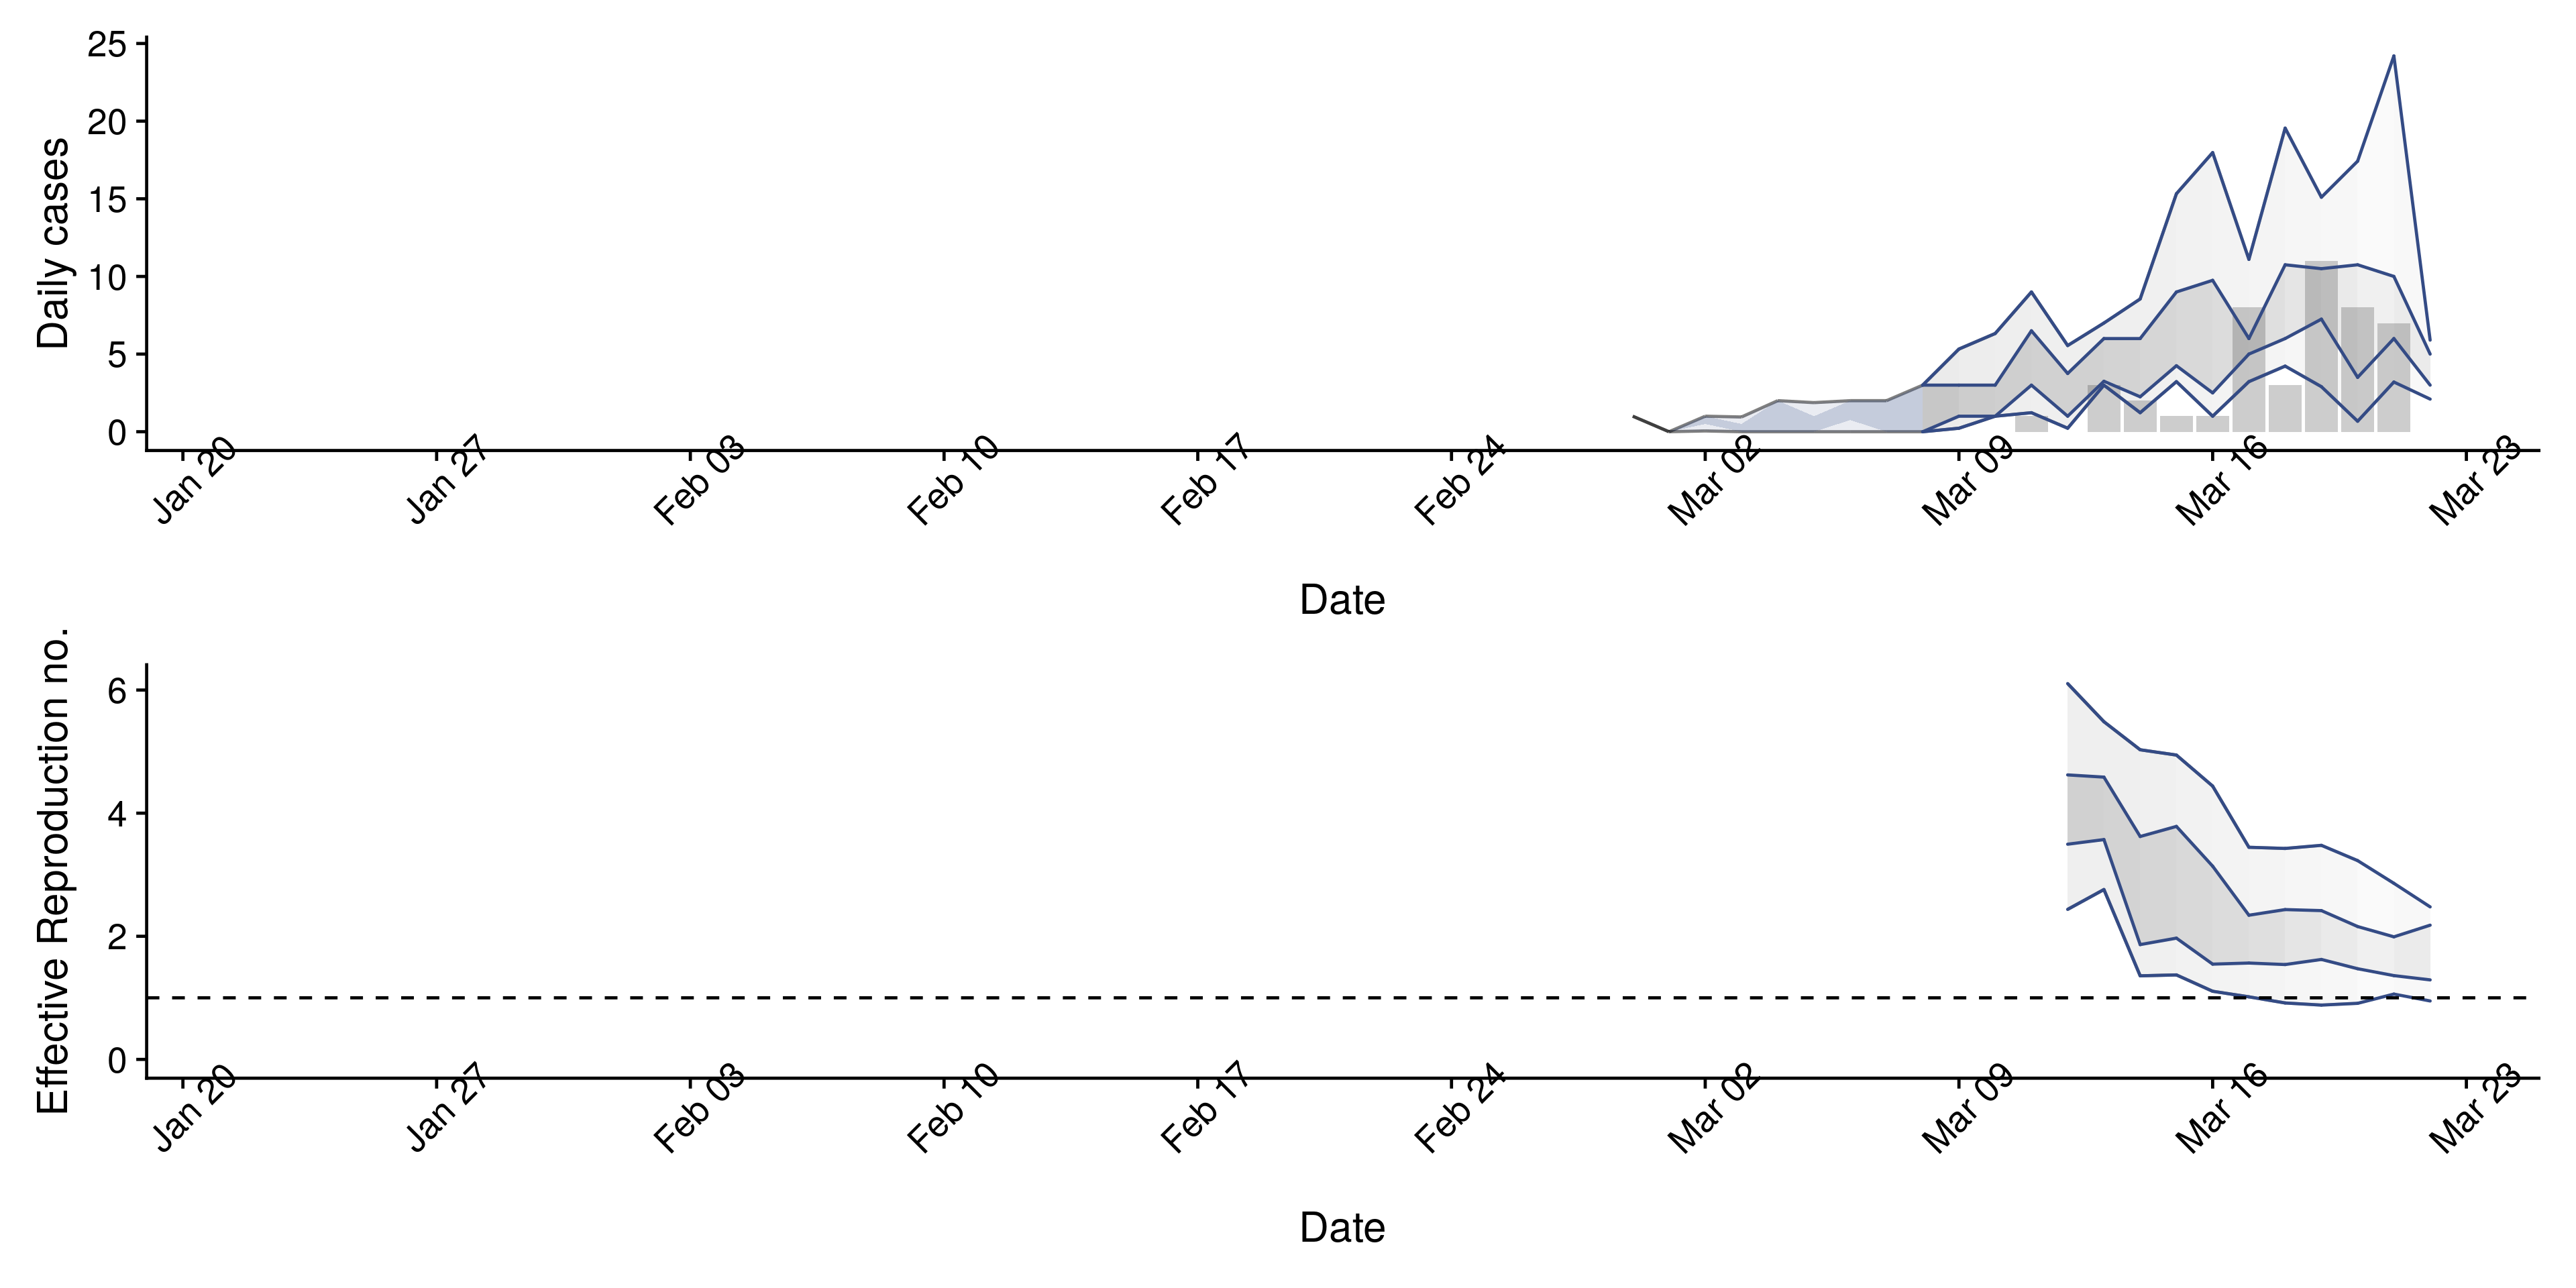 Daily cases
25
20
15
10
5
0
Jan 20
Jan 27
Feb 03
Feb 10
Feb 17
Feb 24
Mar 02
Mar 09
Mar 16
Mar 23
Date
Effective Reproduction no.
6
4
2
0
Jan 20
Jan 27
Feb 03
Feb 10
Feb 17
Feb 24
Mar 02
Mar 09
Mar 16
Mar 23
Date